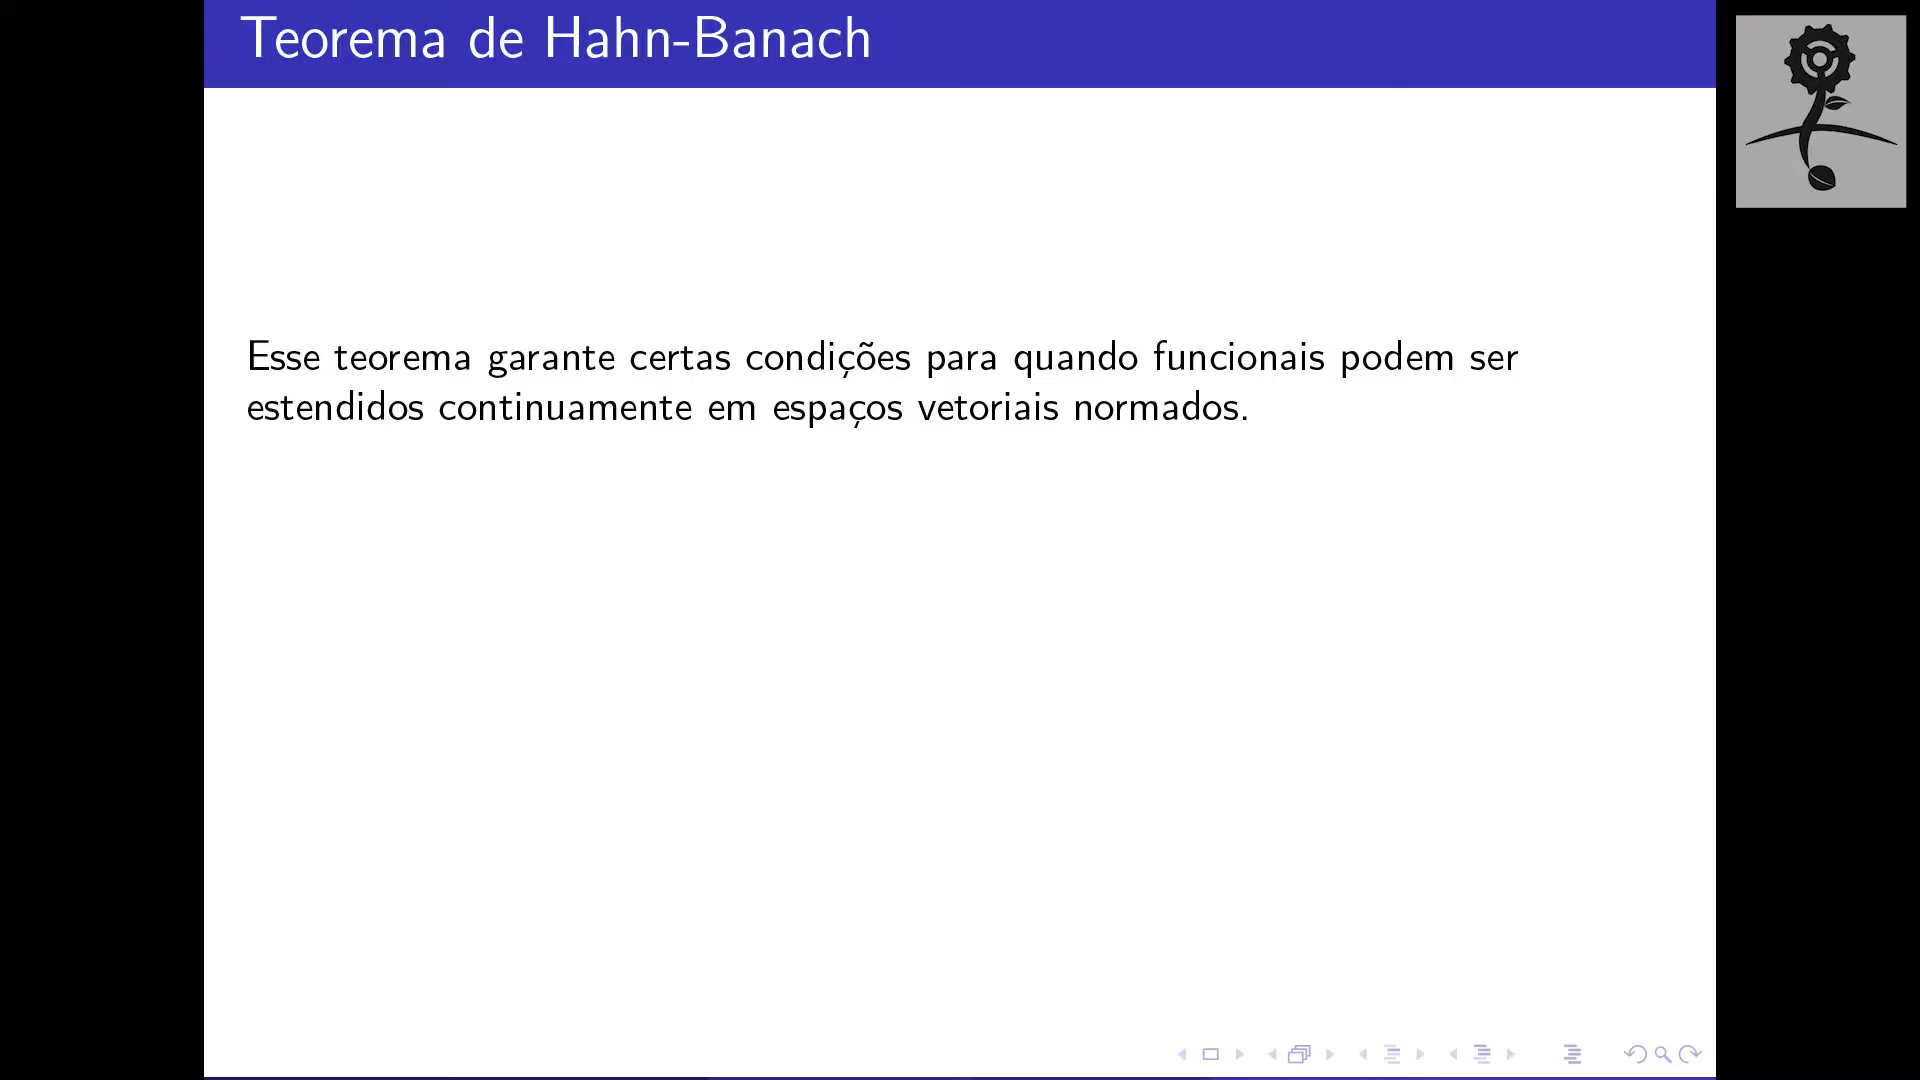 Teorema de Hahn-Banach
Esse teorema garante certas condições para quando funcionais podem ser
estendidos continuamente em espaços vetoriais normados.